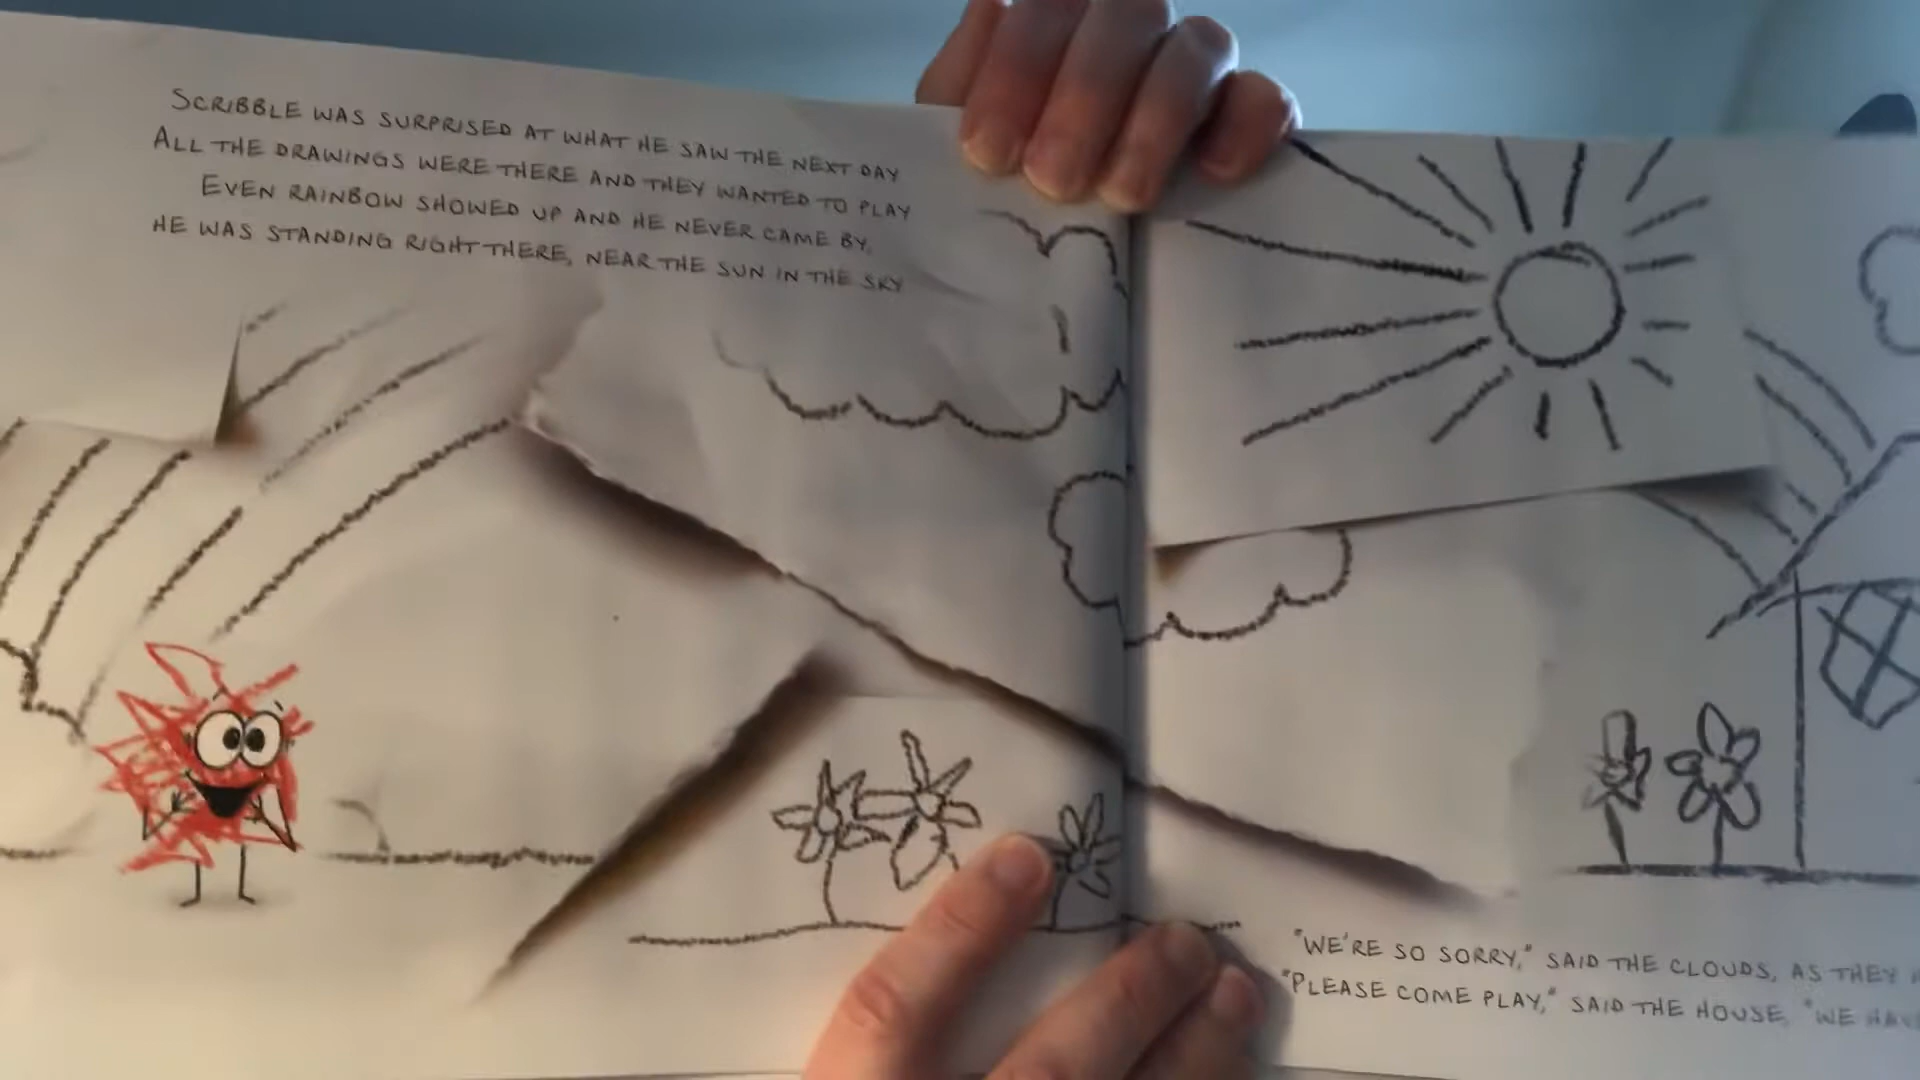 SCRIBBLE WAS SURPRISED AT WHAT HE SAW THE NEXT DAY
ALL THE DRAWINGS WERE THERE AND THEY WANTED TO PLAY
EVEN RAINBOW SHOWED UP AND HE NEVER CAME BY,
HE WAS STANDING RIGHT THERE, NEAR THE SUN IN THE SKY
"WE'RE SO SORRY," SAID THE CLOUDS, AS THEY
"PLEASE COME PLAY," SAID THE HOUSE, "WE HAVE